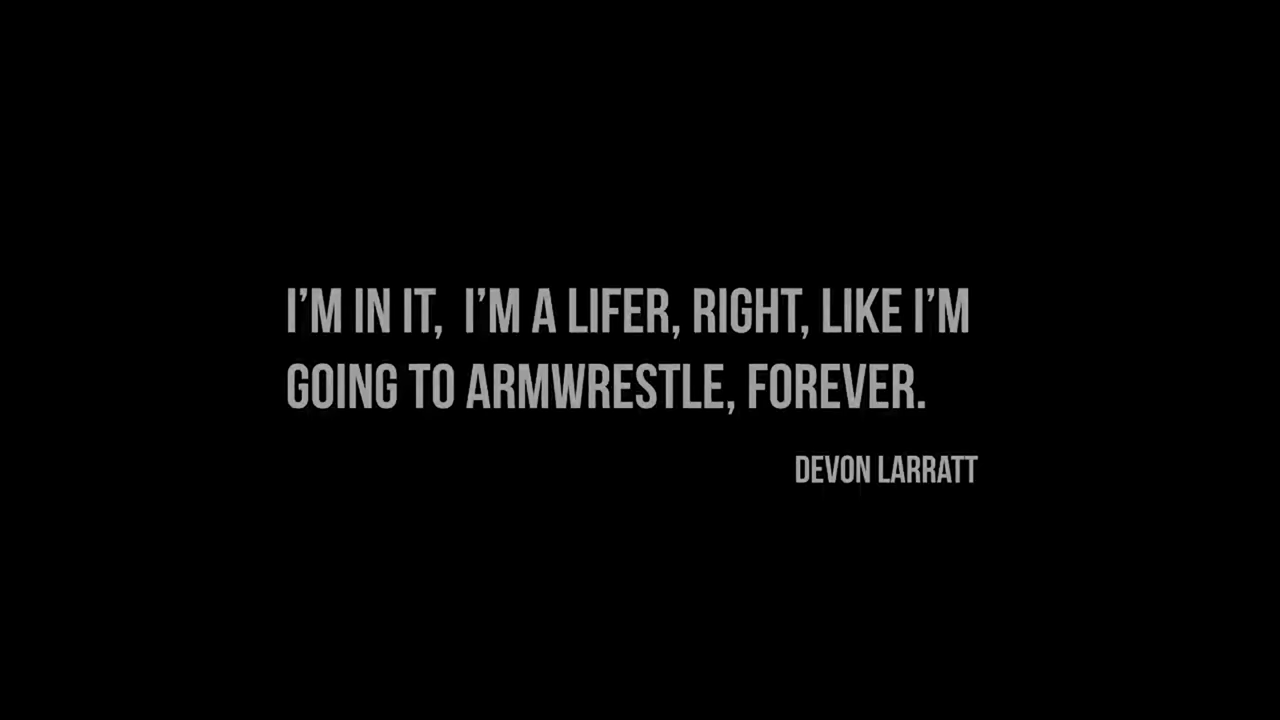 I’M IN IT,  I’M A LIFER, RIGHT, LIKE I’M
GOING TO ARMWRESTLE, FOREVER.
DEVON LARRATT